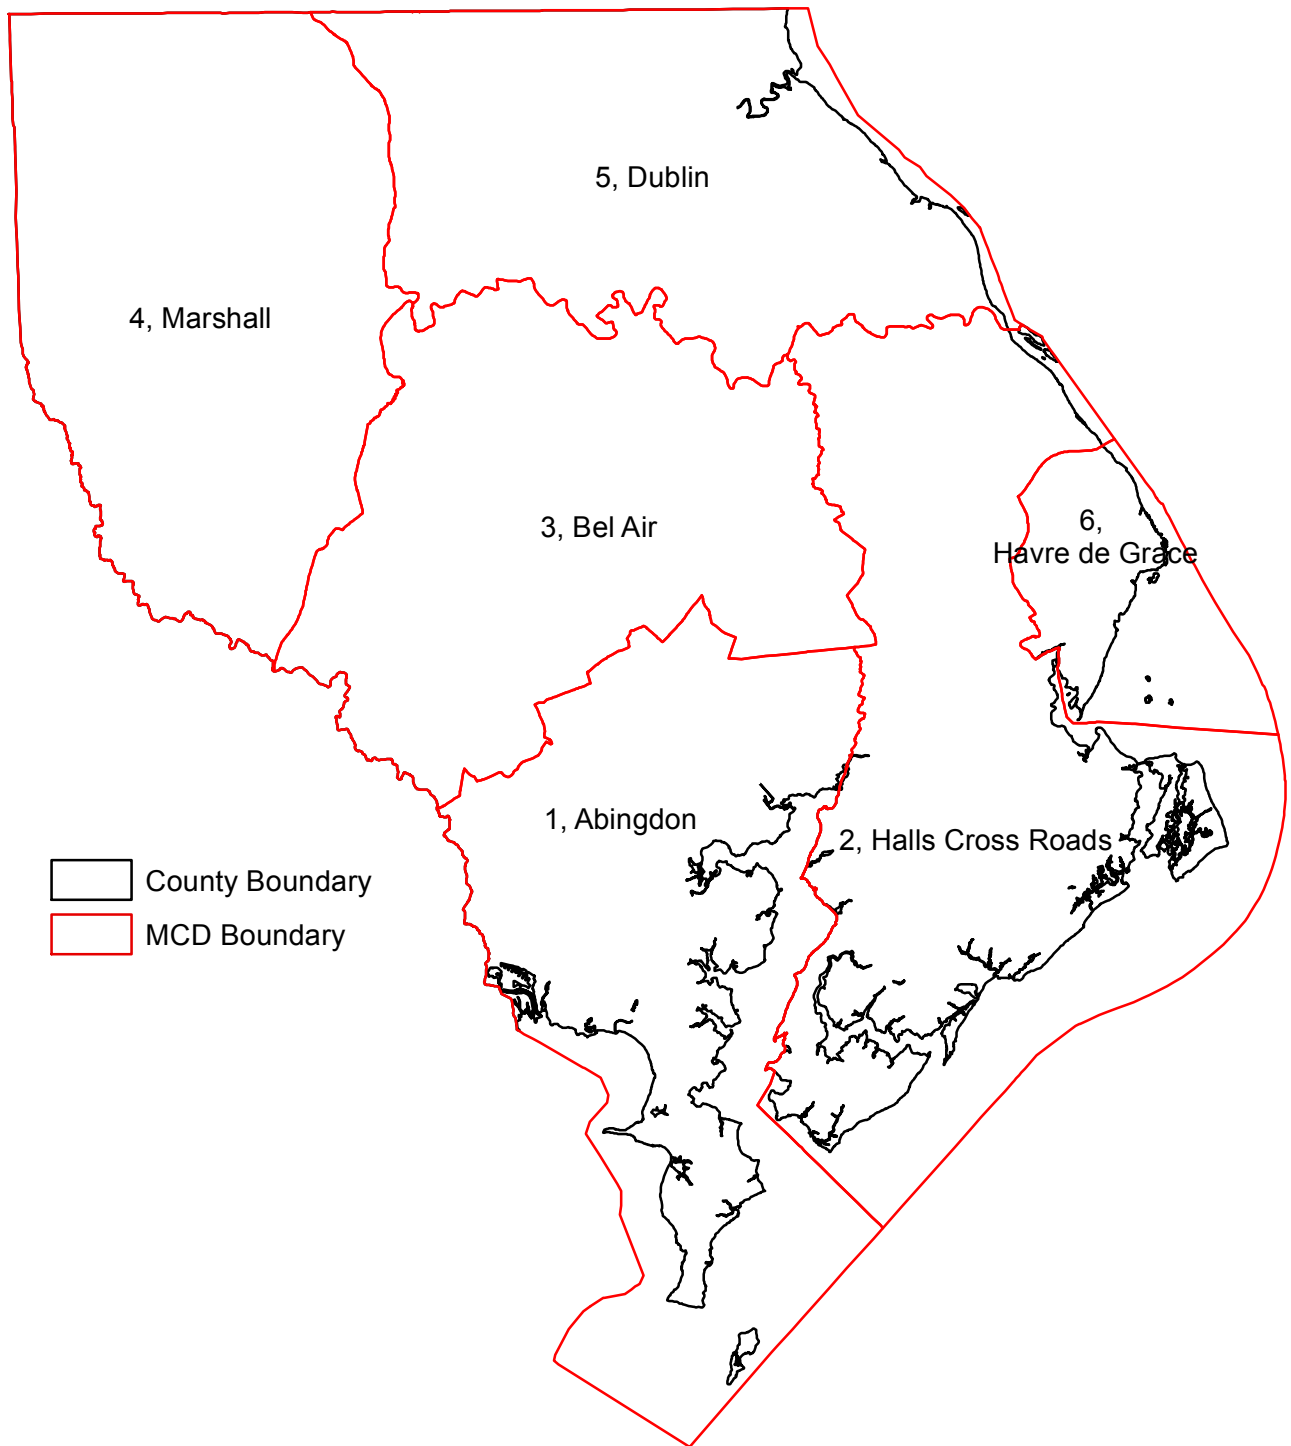 5, Dublin
4, Marshall
3, Bel Air
6,
Havre de Grace
1, Abingdon
2, Halls Cross Roads
County Boundary
MCD Boundary